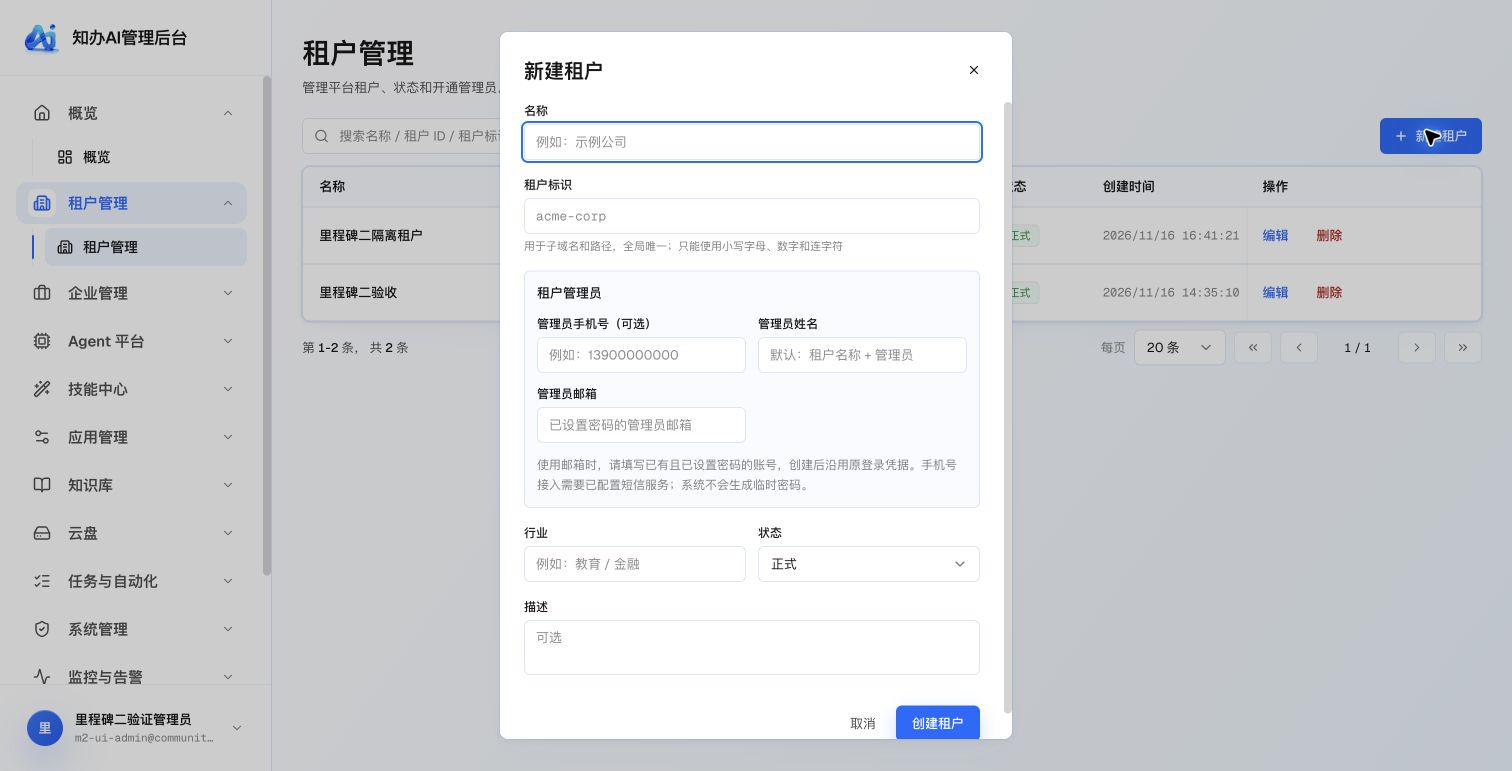 知办AI管理后台
概览
概览
租户管理
租户管理
企业管理
Agent 平台
技能中心
应用管理
知识库
云盘
任务与自动化
系统管理
监控与告警
里
里程碑二验证管理员
m2-ui-admin@communit…
租户管理
管理平台租户、状态和开通管理员
搜索名称 / 租户 ID / 租户标
名称
创建时间
操作
里程碑二隔离租户
正式
2026/11/16 16:41:21
编辑
删除
里程碑二验收
正式
2026/11/16 14:35:10
编辑
删除
第 1-2 条， 共 2 条
每页
20 条
1 / 1
新建租户
名称
例如：示例公司
租户标识
acme-corp
用于子域名和路径，全局唯一；只能使用小写字母、数字和连字符
租户管理员
管理员手机号（可选）
管理员姓名
例如：13900000000
默认：租户名称 + 管理员
管理员邮箱
已设置密码的管理员邮箱
使用邮箱时，请填写已有且已设置密码的账号，创建后沿用原登录凭据。手机号
接入需要已配置短信服务；系统不会生成临时密码。
行业
状态
例如：教育 / 金融
正式
描述
可选
取消
创建租户